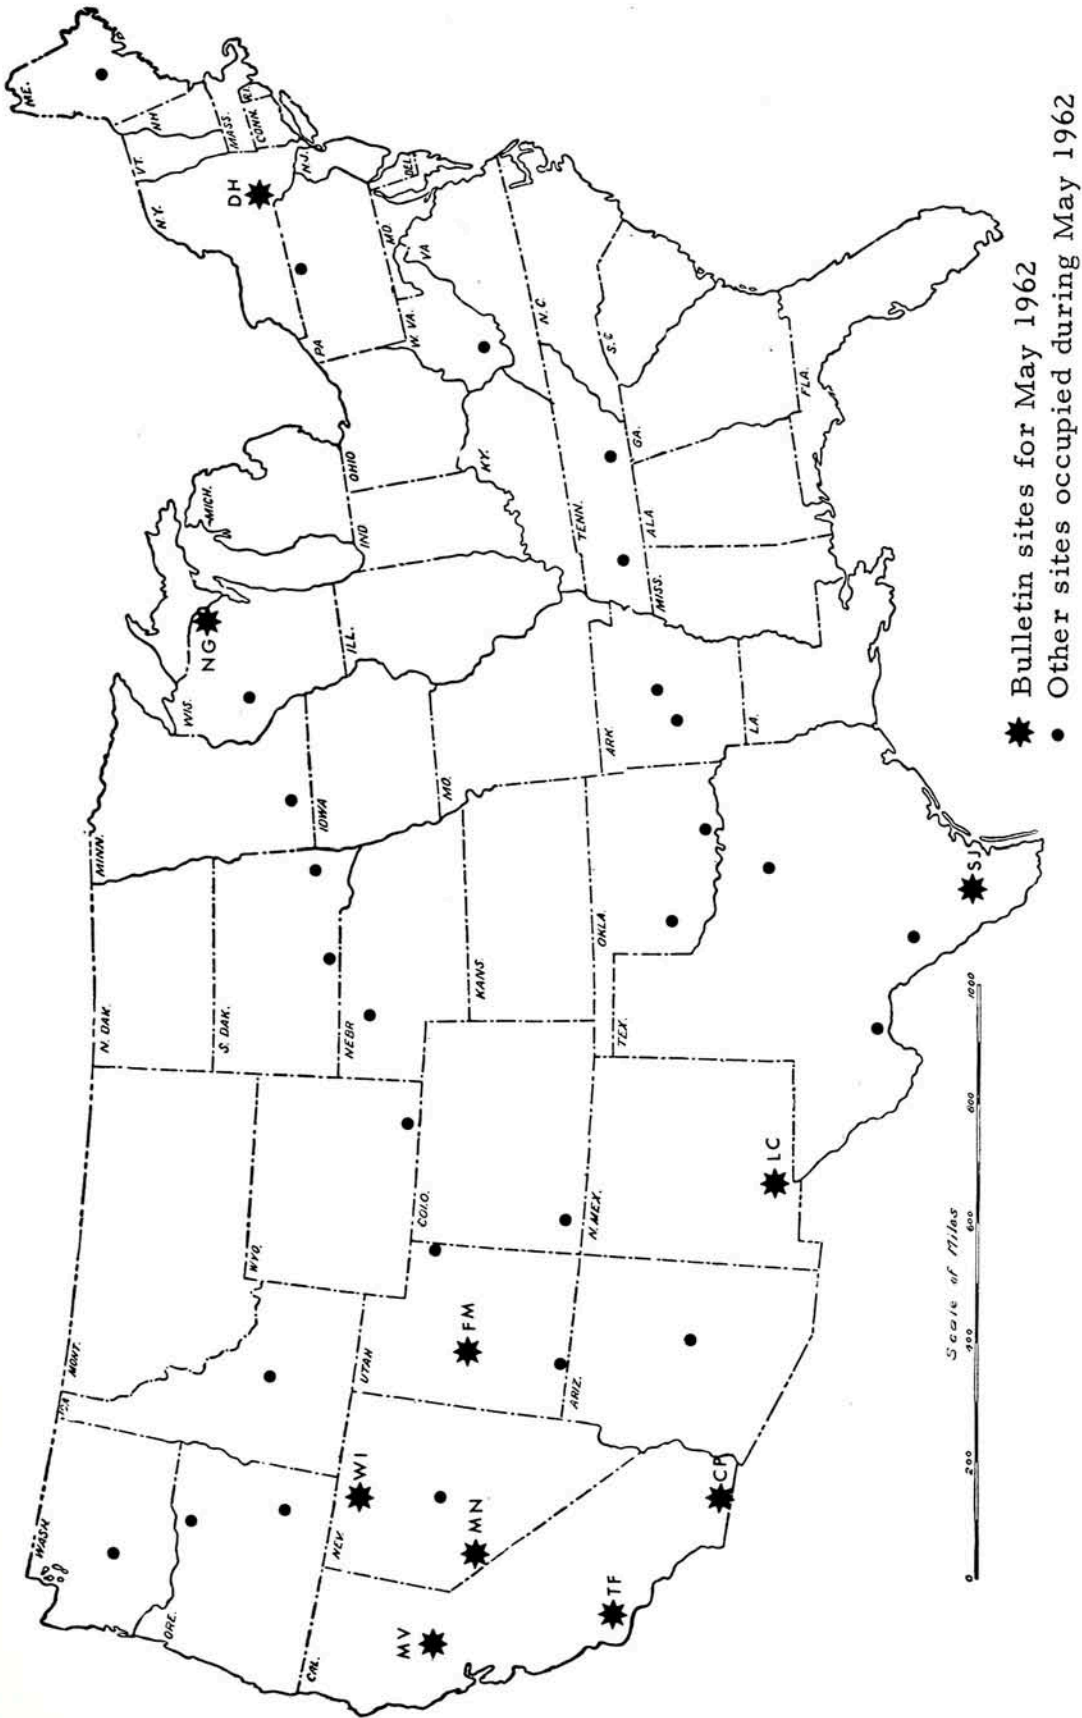 WASH.
ORE.
CAL.
NEV.
IDA
MONT.
WYO.
UTAH
ARIZ.
COLO.
N.MEX.
N. DAK.
S. DAK.
NEBR
KANS.
OKLA.
TEX.
MINN.
IOWA
MO.
ARK.
LA.
WIS.
ILL.
MICH.
IND
OHIO
KY.
TENN.
MISS.
ALA
GA.
FLA.
S.C
N.C.
VA
W.VA.
MD.
DEL.
PA
N.J.
N.Y.
CONN.
R.I.
MASS.
VT.
NH
ME.
MV
TF
MN
WI
CP
FM
LC
SJ
NG
DH
Scale of Miles
0 200 400 600 800 1000
Bulletin sites for May 1962
Other sites occupied during May 1962